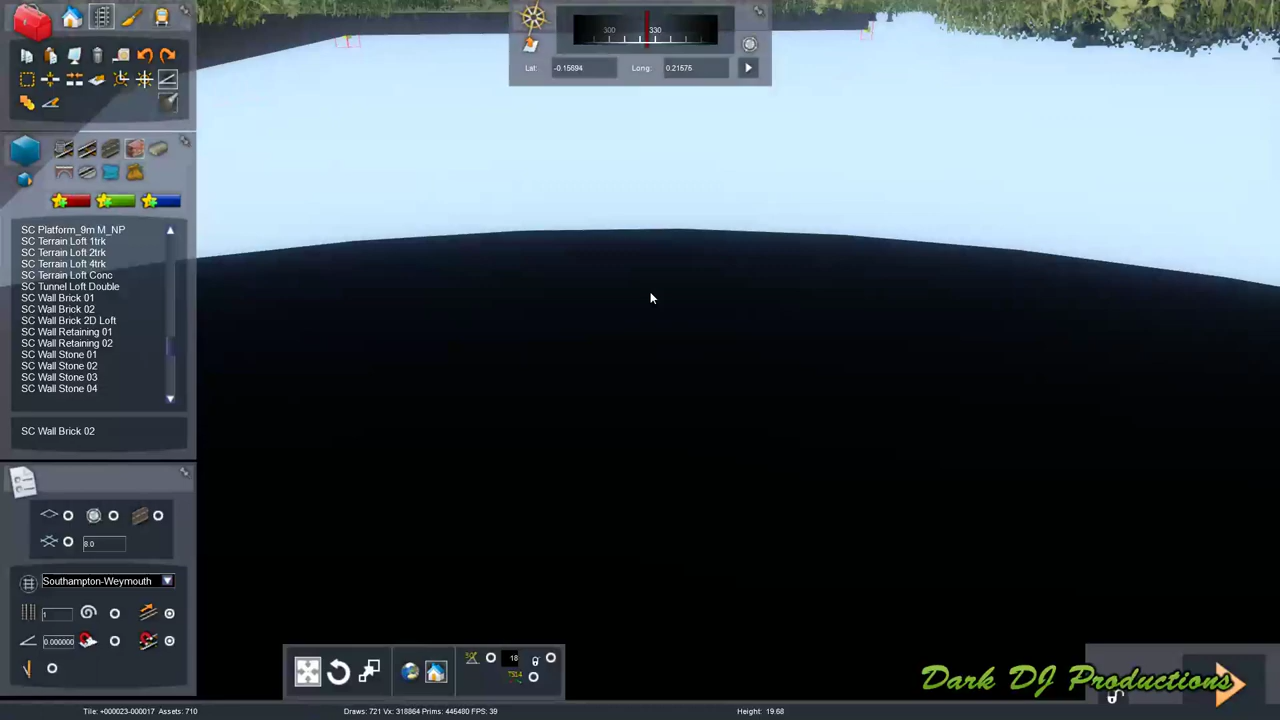 300 330
Lat: -0.15694 Long: 0.21675
SC Platform_9m M_NP
SC Terrain Loft 1trk
SC Terrain Loft 2trk
SC Terrain Loft 4trk
SC Terrain Loft Conc
SC Tunnel Loft Double
SC Wall Brick 01
SC Wall Brick 02
SC Wall Brick 2D Loft
SC Wall Retaining 01
SC Wall Retaining 02
SC Wall Stone 01
SC Wall Stone 02
SC Wall Stone 03
SC Wall Stone 04
SC Wall Brick 02
8.0
Southampton-Weymouth
1
0.000000
18
Dark DJ Productions
Tile: +000023-000017 Assets: 710 Draws: 721 Vx: 318864 Prims: 445480 FPS: 39 Height: 19.68